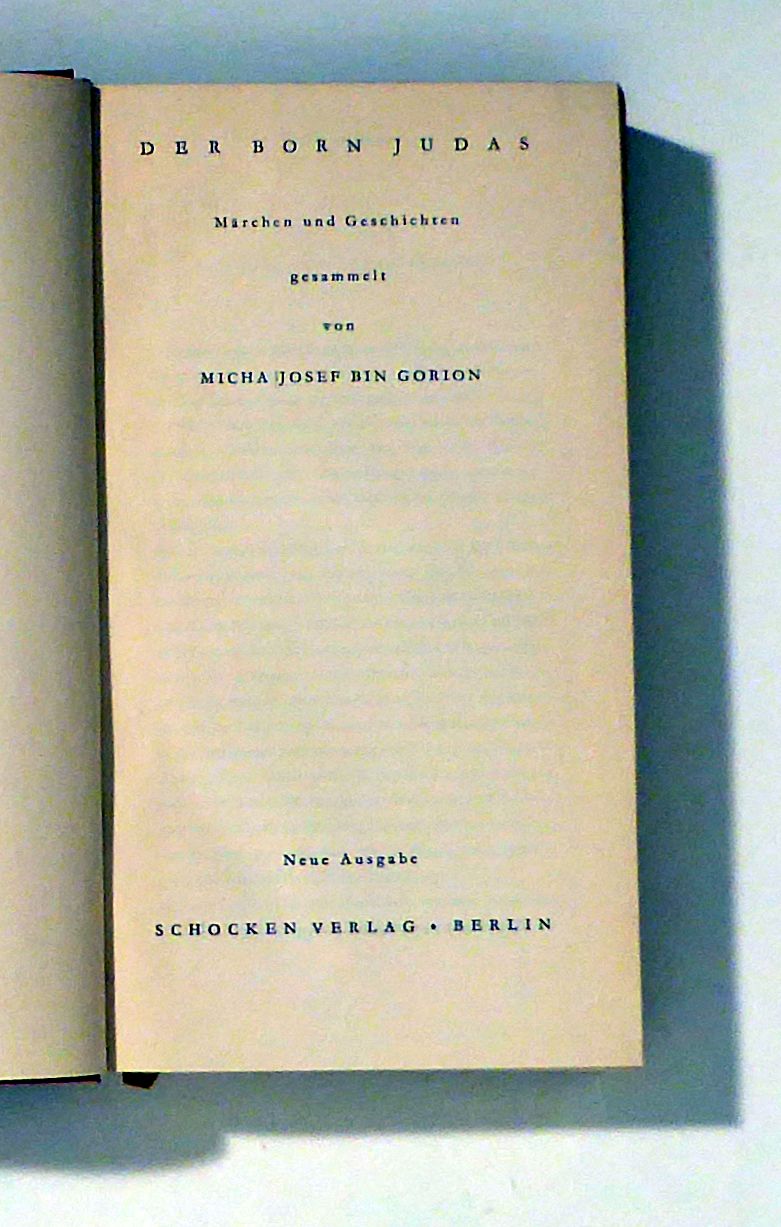 DER BORN JUDAS
Märchen und Geschichten
gesammelt
von
MICHA JOSEF BIN GORION
Neue Ausgabe
SCHOCKEN VERLAG • BERLIN